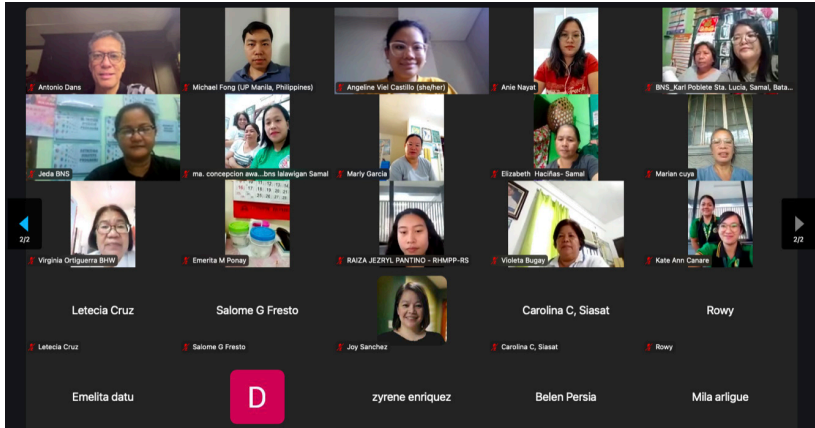 Antonio Dans
Michael Fong (UP Manila, Philippines)
Angeline Viel Castillo (she/her)
Anie Nayat
BNS_Karl Poblete Sta. Lucia, Samal, Bata...
Jeda BNS
ma. concepcion awa...bns lalawigan Samal
Marly Garcia
Elizabeth Haciñas- Samal
Marian cuya
2/2
2/2
Virginia Ortiguerra BHW
Emerita M Ponay
RAIZA JEZRYL PANTINO - RHMPP-RS
Violeta Bugay
Kate Ann Canare
Letecia Cruz
Salome G Fresto
Carolina C, Siasat
Rowy
Letecia Cruz
Salome G Fresto
Joy Sanchez
Carolina C, Siasat
Rowy
Emelita datu
D
zyrene enriquez
Belen Persia
Mila arligue